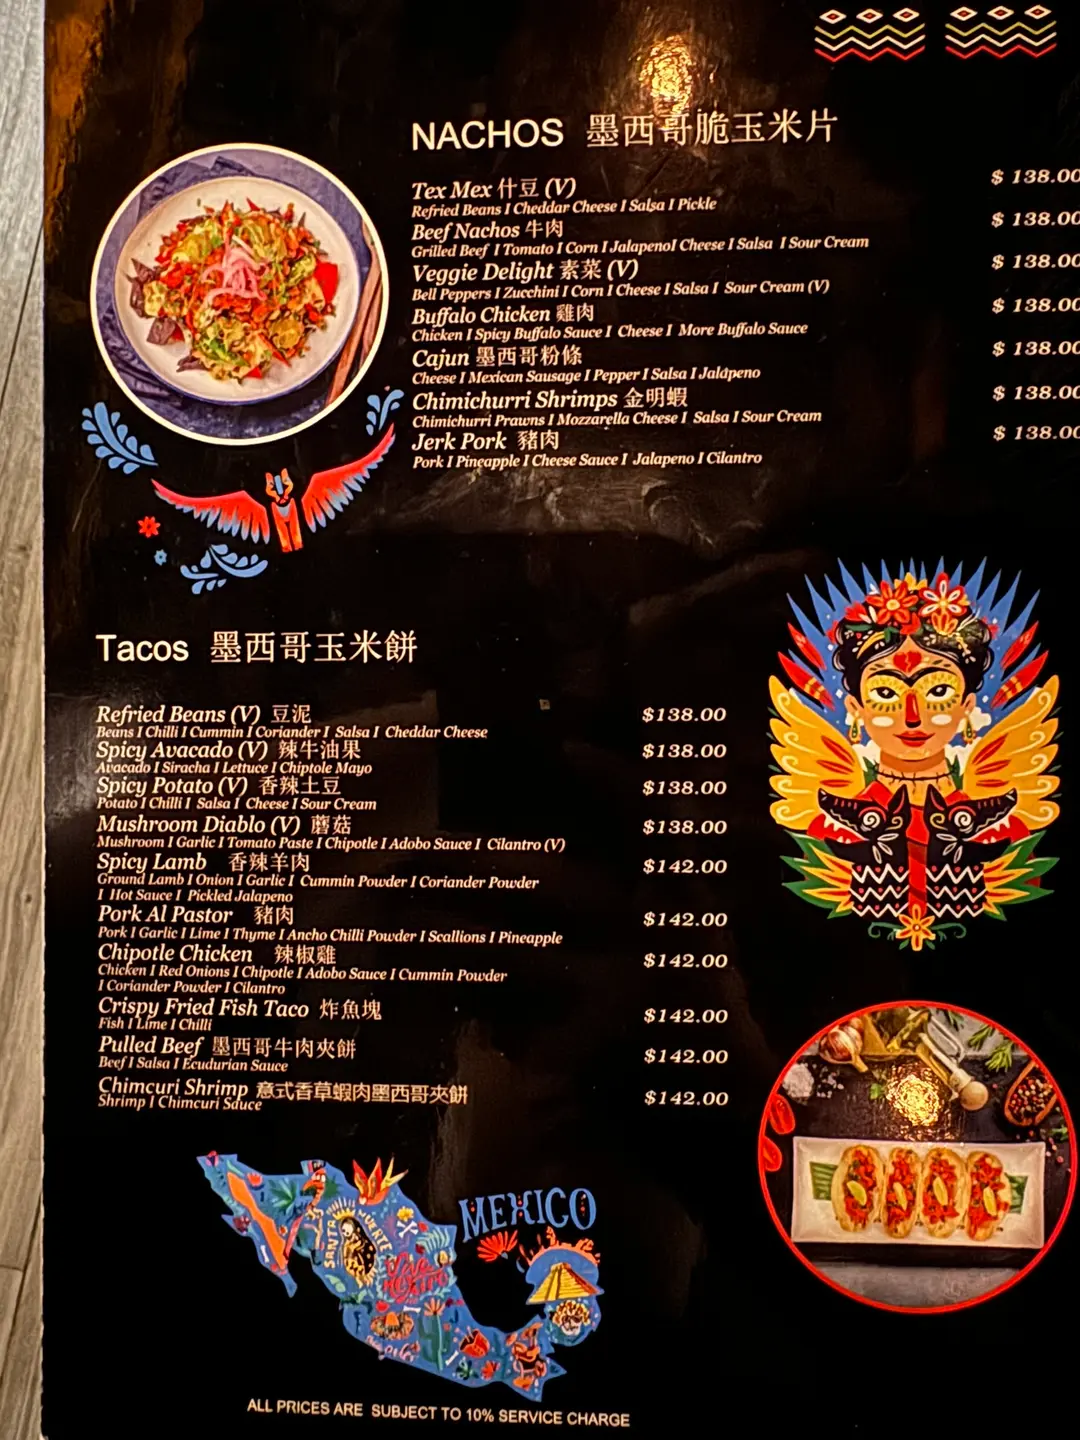 NACHOS 墨西哥脆玉米片
Tex Mex 什豆 (V) $ 138.00
Refried Beans I Cheddar Cheese I Salsa I Pickle
Beef Nachos 牛肉 $ 138.00
Grilled Beef I Tomato I Corn I JalapenoI Cheese I Salsa I Sour Cream
Veggie Delight 素菜 (V) $ 138.00
Bell Peppers I Zucchini I Corn I Cheese I Salsa I Sour Cream (V)
Buffalo Chicken 雞肉 $ 138.00
Chicken I Spicy Buffalo Sauce I Cheese I More Buffalo Sauce
Cajun 墨西哥粉條 $ 138.00
Cheese I Mexican Sausage I Pepper I Salsa I Jalapeno
Chimichurri Shrimps 金明蝦 $ 138.00
Chimichurri Prawns I Mozzarella Cheese I Salsa I Sour Cream
Jerk Pork 豬肉 $ 138.00
Pork I Pineapple I Cheese Sauce I Jalapeno I Cilantro
Tacos 墨西哥玉米餅
Refried Beans (V) 豆泥 $138.00
Beans I Chilli I Cummin I Coriander I Salsa I Cheddar Cheese
Spicy Avacado (V) 辣牛油果 $138.00
Avacado I Siracha I Lettuce I Chiptole Mayo
Spicy Potato (V) 香辣土豆 $138.00
Potato I Chilli I Salsa I Cheese I Sour Cream
Mushroom Diablo (V) 蘑菇 $138.00
Mushroom I Garlic I Tomato Paste I Chipotle I Adobo Sauce I Cilantro (V)
Spicy Lamb 香辣羊肉 $142.00
Ground Lamb I Onion I Garlic I Cummin Powder I Coriander Powder
I Hot Sauce I Pickled Jalapeno
Pork Al Pastor 豬肉 $142.00
Pork I Garlic I Lime I Thyme I Ancho Chilli Powder I Scallions I Pineapple
Chipotle Chicken 辣椒雞 $142.00
Chicken I Red Onions I Chipotle I Adobo Sauce I Cummin Powder
I Coriander Powder I Cilantro
Crispy Fried Fish Taco 炸魚塊 $142.00
Fish I Lime I Chilli
Pulled Beef 墨西哥牛肉夾餅 $142.00
Beef I Salsa I Ecudurian Sauce
Chimcuri Shrimp 意式香草蝦肉墨西哥夾餅 $142.00
Shrimp I Chimcuri Sauce
MEXICO
SANTA MUERTE
Viva Mexico
ALL PRICES ARE SUBJECT TO 10% SERVICE CHARGE